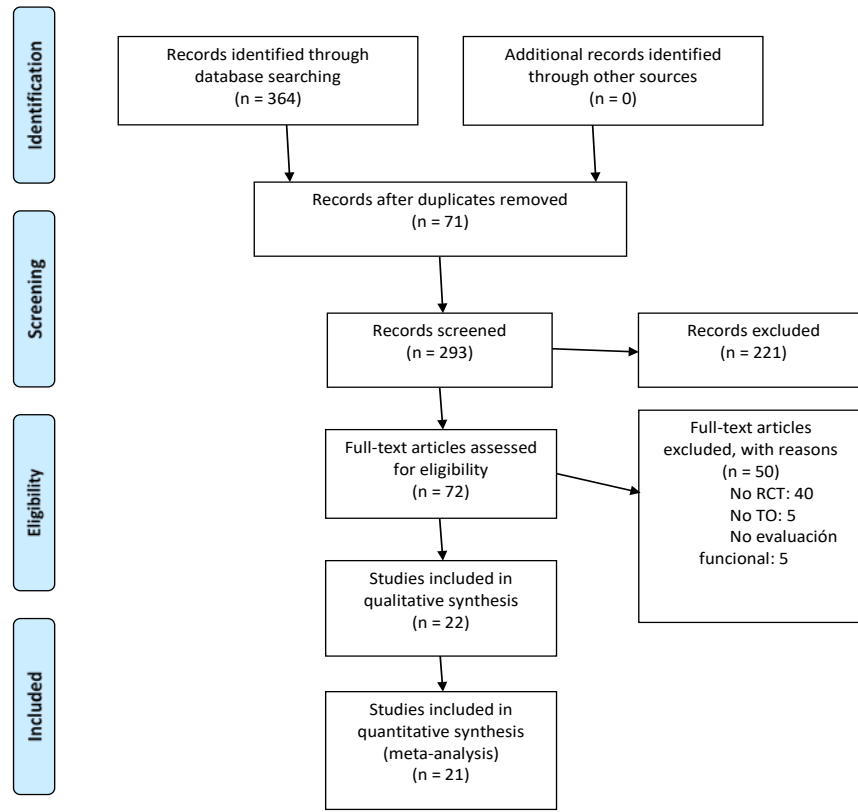 Identification
Records identified through
database searching
(n = 364)
Additional records identified
through other sources
(n = 0)
Records after duplicates removed
(n = 71)
Screening
Records screened
(n = 293)
Records excluded
(n = 221)
Eligibility
Full-text articles assessed
for eligibility
(n = 72)
Full-text articles
excluded, with reasons
(n = 50)
No RCT: 40
No TO: 5
No evaluación
funcional: 5
Studies included in
qualitative synthesis
(n = 22)
Included
Studies included in
quantitative synthesis
(meta-analysis)
(n = 21)